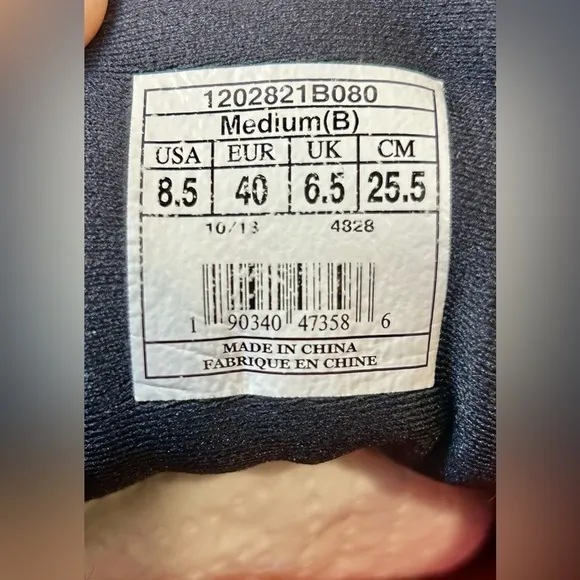 1202821B080
Medium(B)
USA EUR UK CM
8.5 40 6.5 25.5
10/13 4828
1 90340 47358 6
MADE IN CHINA
FABRIQUE EN CHINE